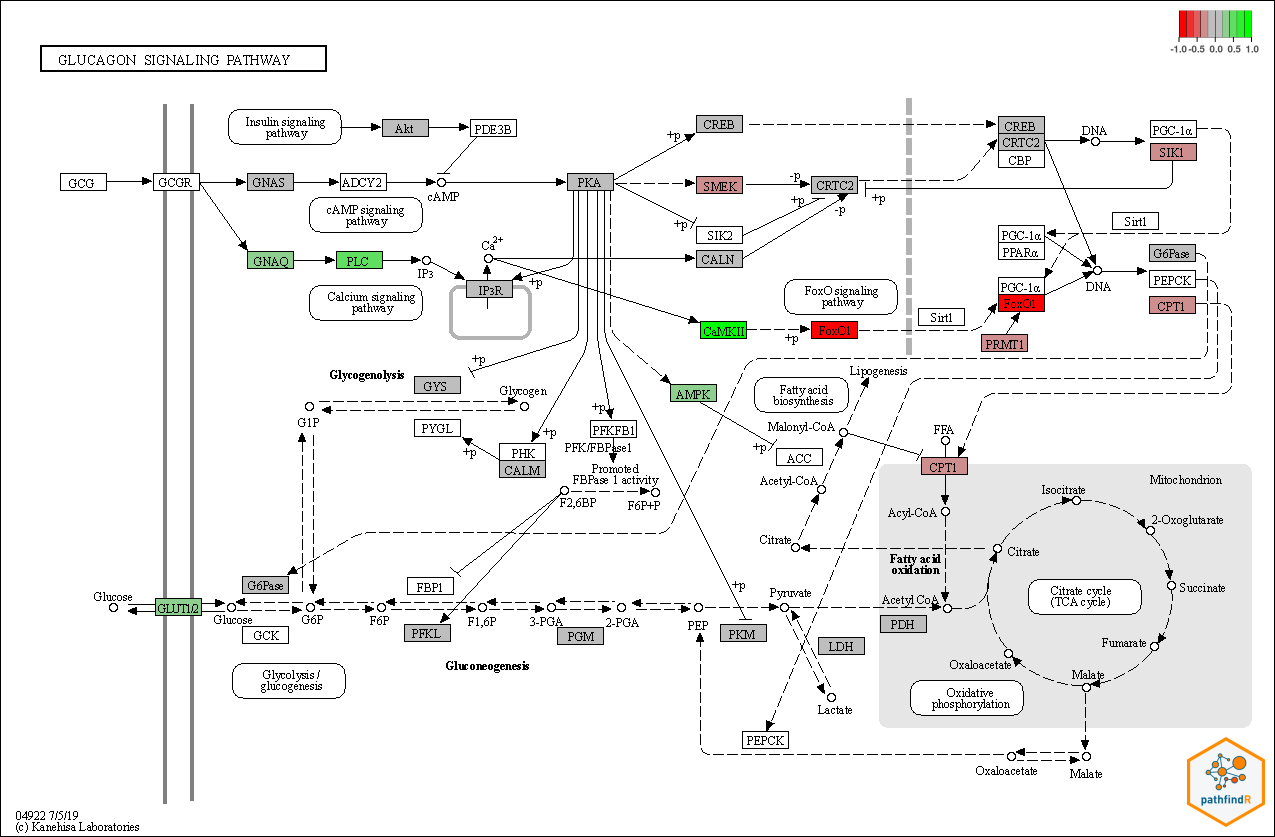 -1.0 -0.5 0.0 0.5 1.0
GLUCAGON SIGNALING PATHWAY
Insulin signaling
pathway
Akt
PDE3B
+p
CREB
CREB
CRTC2
CBP
DNA
PGC-1α
SIK1
GCG
GCGR
GNAS
ADCY2
cAMP
PKA
SMEK
-p
CRTC2
+p
+p
-p
cAMP signaling
pathway
+p
SIK2
Sirt1
PGC-1α
PPARα
G6Pase
GNAQ
PLC
IP3
Ca2+
CALN
DNA
PEPCK
IP3R
+p
Calcium signaling
pathway
FoxO signaling
pathway
PGC-1α
FoxO1
CPT1
Sirt1
CaMKII
+p
FoxO1
PRMT1
Glycogenolysis
+p
GYS
Glycogen
AMPK
Lipogenesis
Fatty acid
biosynthesis
G1P
PYGL
+p
+p
PHK
CALM
+p
PFKFB1
PFK/FBPase1
Malonyl-CoA
+p
ACC
FFA
CPT1
Promoted
FBPase 1 activity
F2,6BP
F6P+P
Acetyl-CoA
Mitochondrion
Isocitrate
Acyl-CoA
2-Oxoglutarate
Citrate
Citrate
Fatty acid
oxidation
G6Pase
FBP1
+p
Citrate cycle
(TCA cycle)
Succinate
Glucose
GLUT1/2
Glucose
G6P
F6P
F1,6P
3-PGA
2-PGA
PEP
Pyruvate
Acetyl CoA
GCK
PFKL
PGM
PKM
LDH
PDH
Fumarate
Gluconeogenesis
Oxaloacetate
Malate
Glycolysis /
glucogenesis
Lactate
Oxidative
phosphorylation
PEPCK
Oxaloacetate
Malate
pathfindR
04922 7/5/19
(c) Kanehisa Laboratories